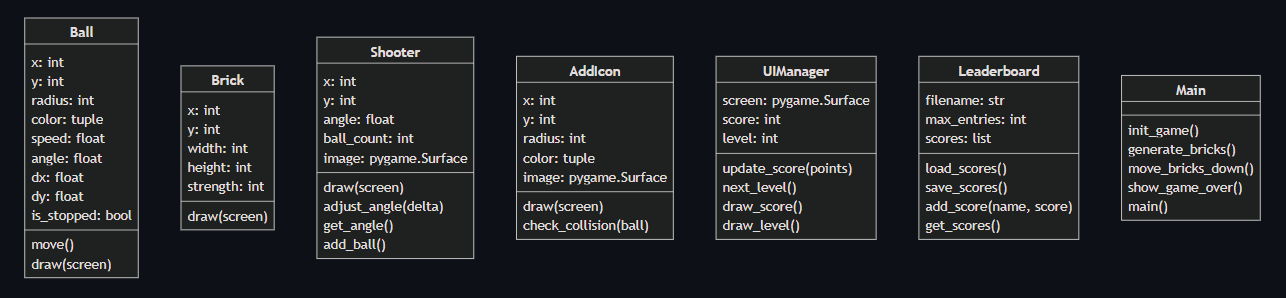 Ball
x: int
y: int
radius: int
color: tuple
speed: float
angle: float
dx: float
dy: float
is_stopped: bool
move()
draw(screen)
Brick
x: int
y: int
width: int
height: int
strength: int
draw(screen)
Shooter
x: int
y: int
angle: float
ball_count: int
image: pygame.Surface
draw(screen)
adjust_angle(delta)
get_angle()
add_ball()
AddIcon
x: int
y: int
radius: int
color: tuple
image: pygame.Surface
draw(screen)
check_collision(ball)
UIManager
screen: pygame.Surface
score: int
level: int
update_score(points)
next_level()
draw_score()
draw_level()
Leaderboard
filename: str
max_entries: int
scores: list
load_scores()
save_scores()
add_score(name, score)
get_scores()
Main
init_game()
generate_bricks()
move_bricks_down()
show_game_over()
main()